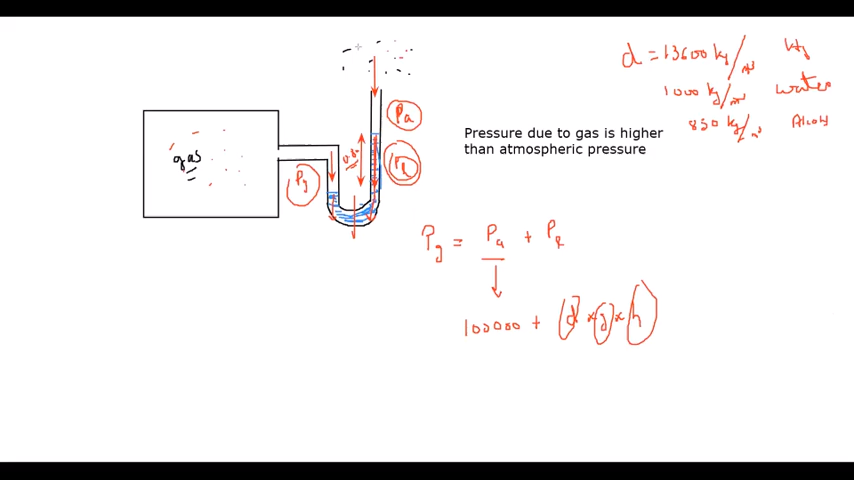 d = 13600 kg/m³ Hg
1000 kg/m³ water
850 kg/m³ Alcohol
Pa
gas
Pg
Pl
Pressure due to gas is higher
than atmospheric pressure
Pg = Pa + Pl
100000 + d × g × h